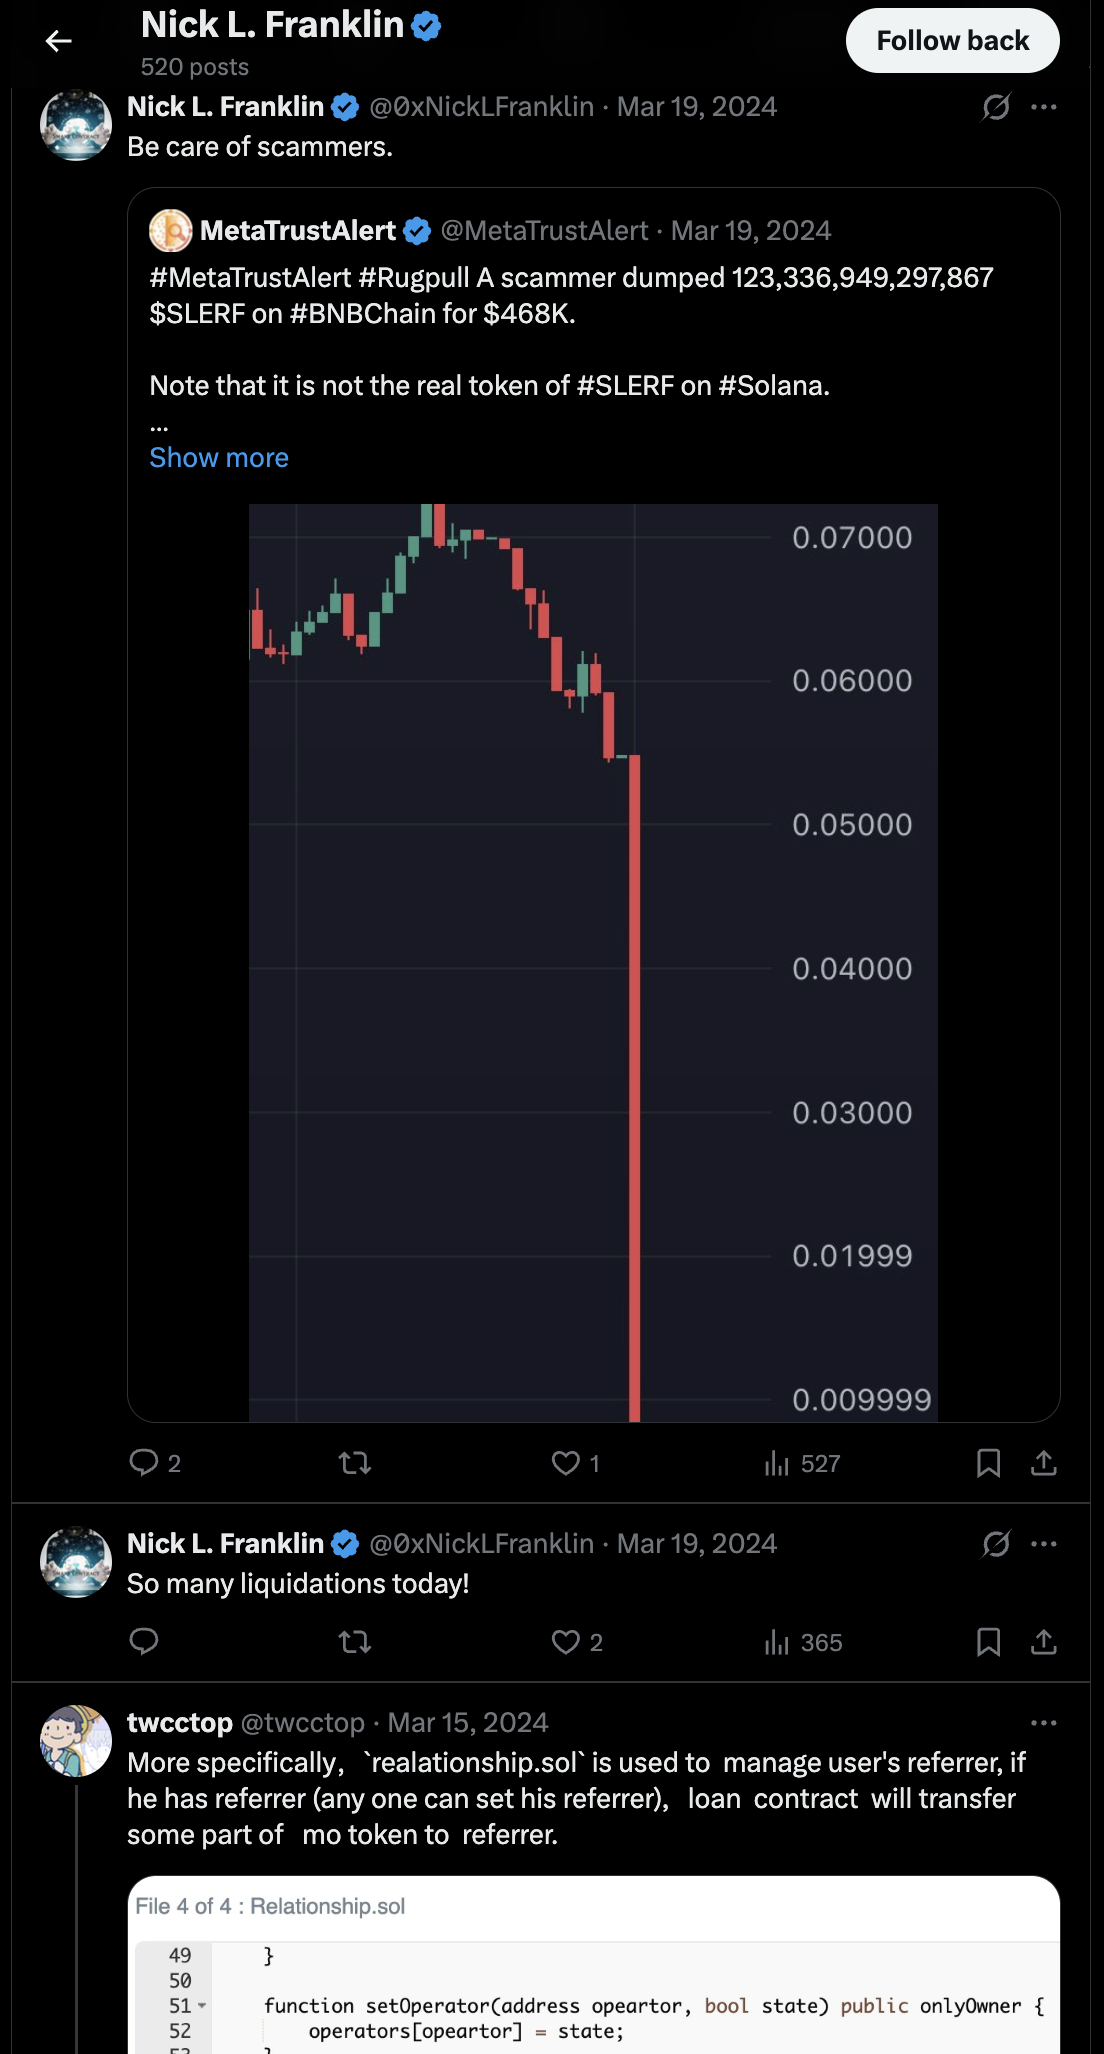 Nick L. Franklin
520 posts
Follow back
Nick L. Franklin @0xNickLFranklin · Mar 19, 2024
Be care of scammers.
MetaTrustAlert @MetaTrustAlert · Mar 19, 2024
#MetaTrustAlert #Rugpull A scammer dumped 123,336,949,297,867
$SLERF on #BNBChain for $468K.
Note that it is not the real token of #SLERF on #Solana.
...
Show more
0.07000
0.06000
0.05000
0.04000
0.03000
0.01999
0.009999
2
1
527
Nick L. Franklin @0xNickLFranklin · Mar 19, 2024
So many liquidations today!
2
365
twcctop @twcctop · Mar 15, 2024
More specifically, `realationship.sol` is used to manage user's referrer, if
he has referrer (any one can set his referrer), loan contract will transfer
some part of mo token to referrer.
File 4 of 4 : Relationship.sol
49 }
50
51 function setOperator(address opeartor, bool state) public onlyOwner {
52 operators[opeartor] = state;